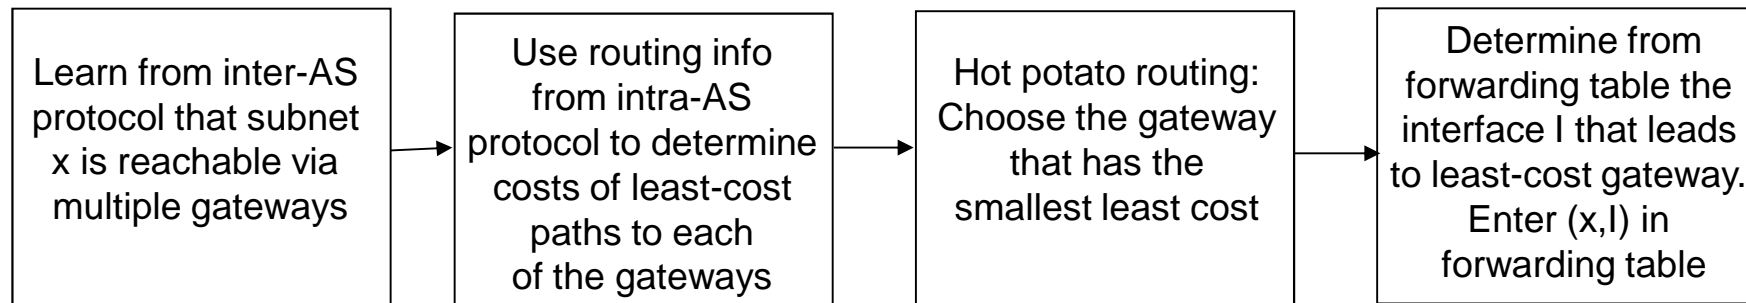 Learn from inter-AS
protocol that subnet
x is reachable via
multiple gateways
Use routing info
from intra-AS
protocol to determine
costs of least-cost
paths to each
of the gateways
Hot potato routing:
Choose the gateway
that has the
smallest least cost
Determine from
forwarding table the
interface I that leads
to least-cost gateway.
Enter (x,I) in
forwarding table